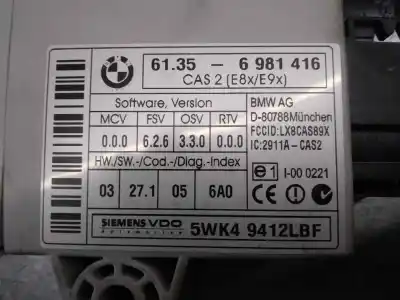 BMW
61.35 - 6 981 416
CAS 2 (E8x/E9x)
Software, Version
MCV FSV OSV RTV
0.0.0 6.2.6 3.3.0 0.0.0
HW./SW.-/Cod.-/Diag.-Index
03 27.1 05 6A0
BMW AG
D-80788München
FCCID:LX8CAS89X
IC:2911A-CAS2
e1 I-00 0221
SIEMENS VDO
Automotive
5WK4 9412LBF